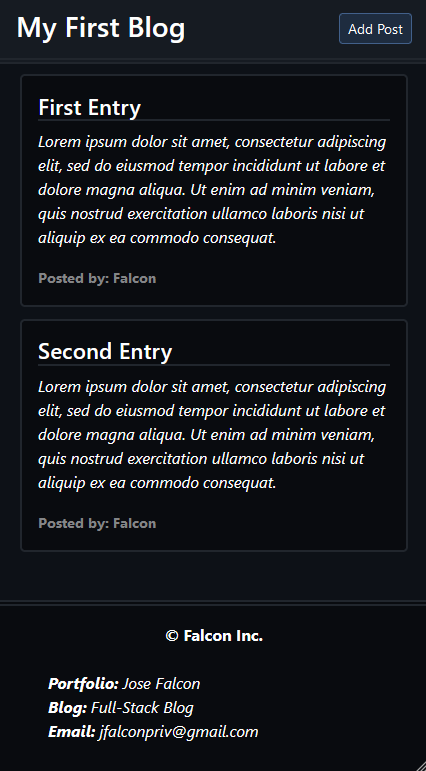 My First Blog
Add Post
First Entry
Lorem ipsum dolor sit amet, consectetur adipiscing
elit, sed do eiusmod tempor incididunt ut labore et
dolore magna aliqua. Ut enim ad minim veniam,
quis nostrud exercitation ullamco laboris nisi ut
aliquip ex ea commodo consequat.
Posted by: Falcon
Second Entry
Lorem ipsum dolor sit amet, consectetur adipiscing
elit, sed do eiusmod tempor incididunt ut labore et
dolore magna aliqua. Ut enim ad minim veniam,
quis nostrud exercitation ullamco laboris nisi ut
aliquip ex ea commodo consequat.
Posted by: Falcon
© Falcon Inc.
Portfolio: Jose Falcon
Blog: Full-Stack Blog
Email: jfalconpriv@gmail.com